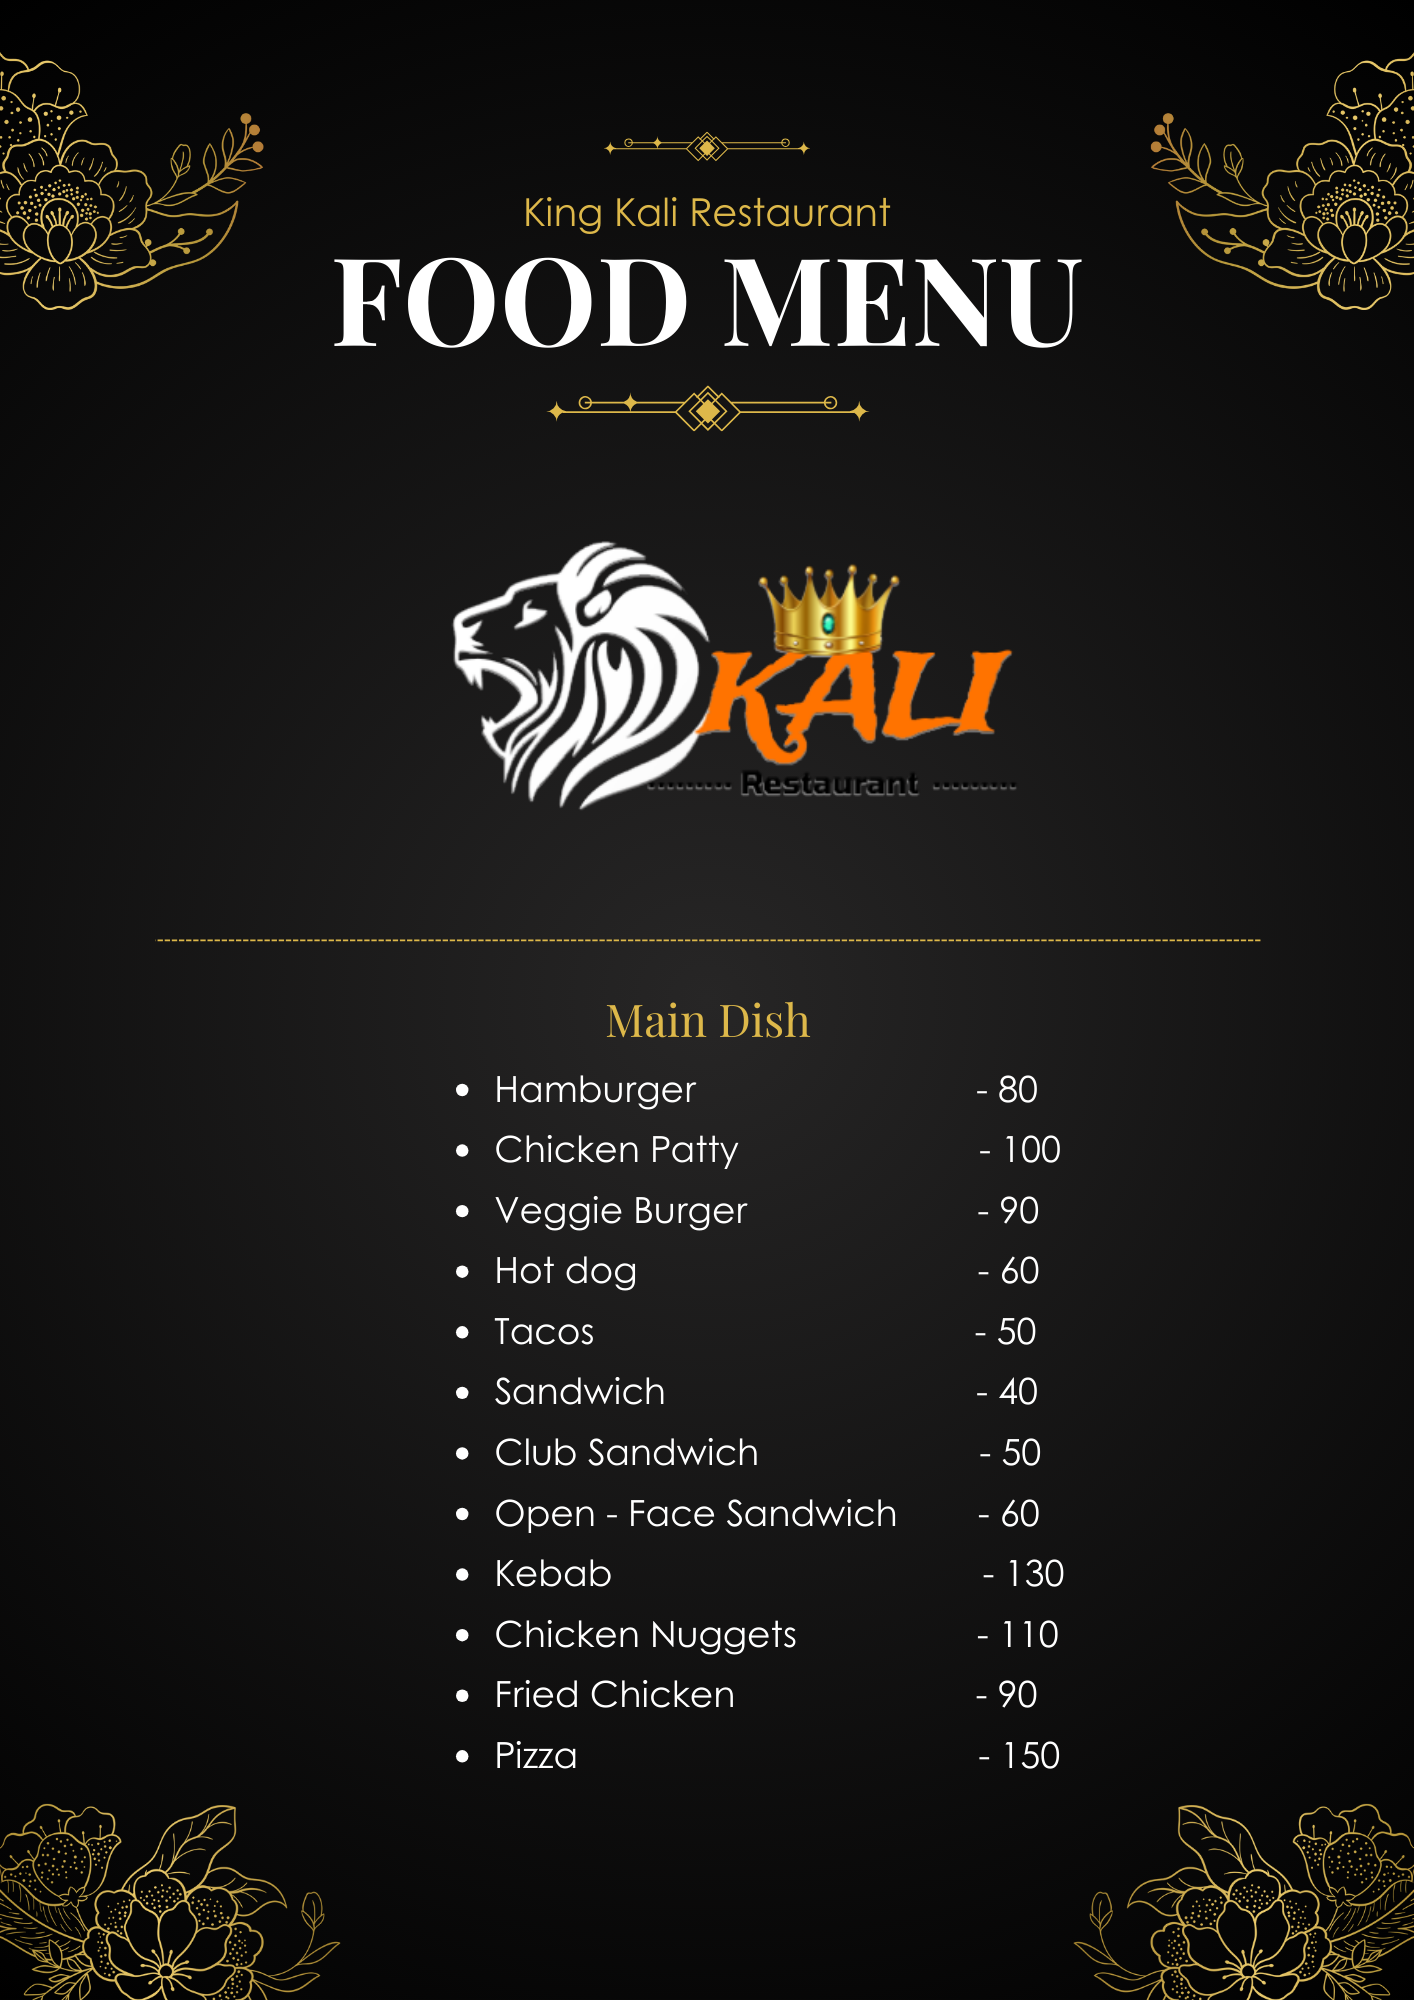 King Kali Restaurant
FOOD MENU
KALI
......... Restaurant .........
Main Dish
• Hamburger - 80
• Chicken Patty - 100
• Veggie Burger - 90
• Hot dog - 60
• Tacos - 50
• Sandwich - 40
• Club Sandwich - 50
• Open - Face Sandwich - 60
• Kebab - 130
• Chicken Nuggets - 110
• Fried Chicken - 90
• Pizza - 150